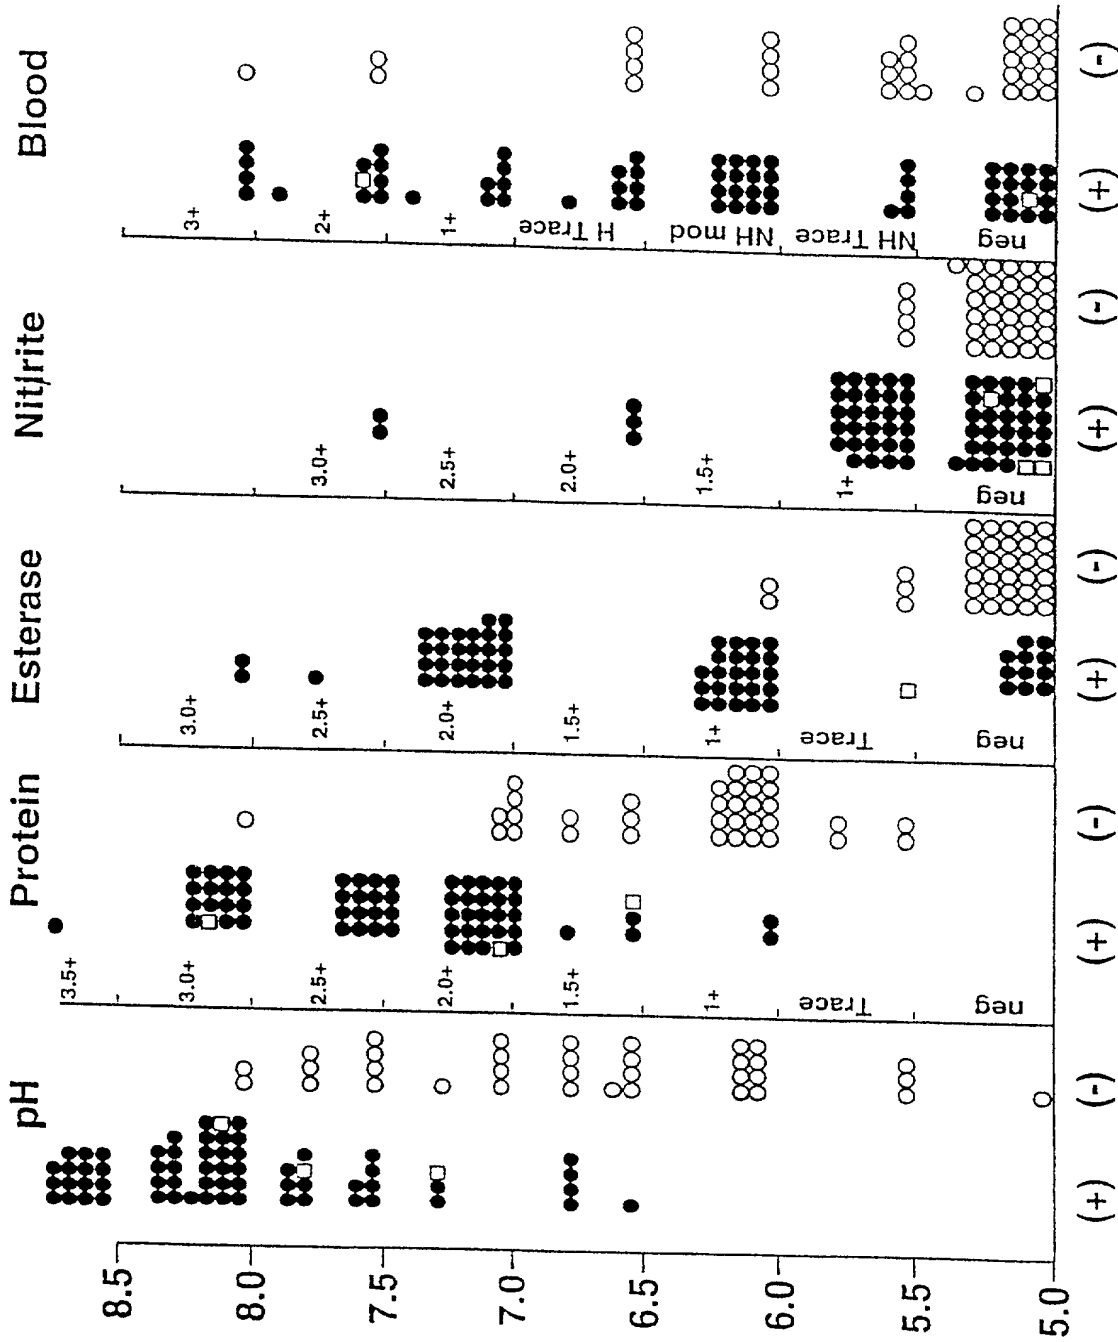 pH Protein Esterase Nitrite Blood
8.5
8.0
7.5
7.0
6.5
6.0
5.5
5.0
3.5+
3.0+
2.5+
2.0+
1.5+
1+
Trace
neg
3.0+
2.5+
2.0+
1.5+
1+
Trace
neg
3.0+
2.5+
2.0+
1.5+
1+
neg
3+
2+
1+
H Trace
NH mod
NH Trace
neg
(+) (-) (+) (-) (+) (-) (+) (-) (+) (-)